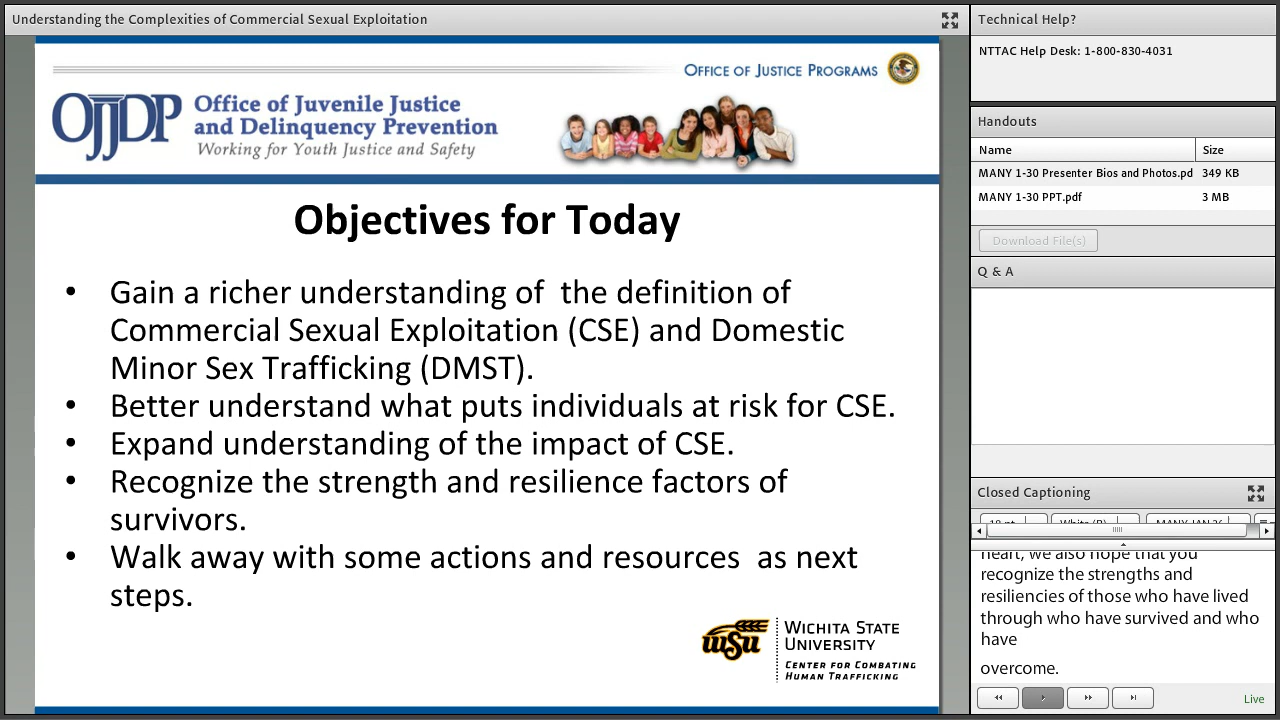 Understanding the Complexities of Commercial Sexual Exploitation
OFFICE OF JUSTICE PROGRAMS
OJJDP
Office of Juvenile Justice
and Delinquency Prevention
Working for Youth Justice and Safety
Objectives for Today
• Gain a richer understanding of  the definition of
Commercial Sexual Exploitation (CSE) and Domestic
Minor Sex Trafficking (DMST).
• Better understand what puts individuals at risk for CSE.
• Expand understanding of the impact of CSE.
• Recognize the strength and resilience factors of
survivors.
• Walk away with some actions and resources  as next
steps.
wsu
WICHITA STATE
UNIVERSITY
CENTER FOR COMBATING
HUMAN TRAFFICKING
Technical Help?
NTTAC Help Desk: 1-800-830-4031
Handouts
Name Size
MANY 1-30 Presenter Bios and Photos.pd 349 KB
MANY 1-30 PPT.pdf 3 MB
Download File(s)
Q & A
Closed Captioning
heart, we also hope that you
recognize the strengths and
resiliencies of those who have lived
through who have survived and who
have
overcome.
Live